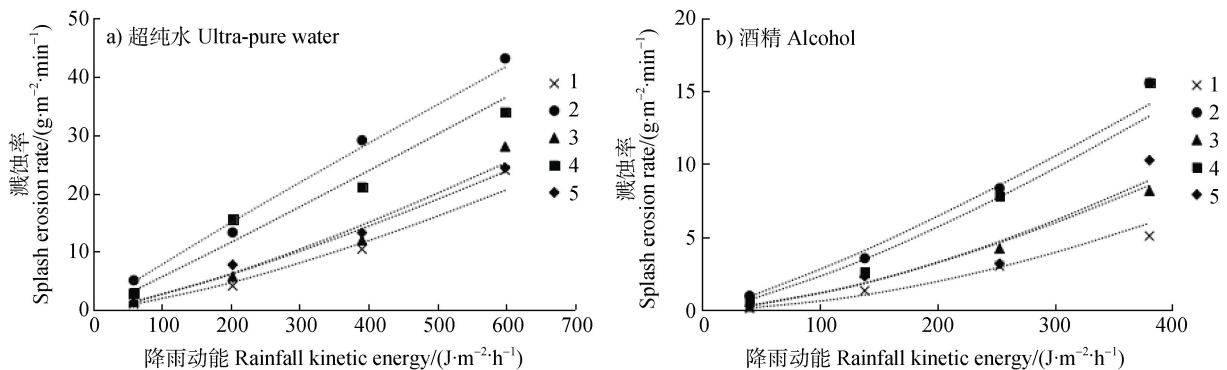 a) 超纯水 Ultra-pure water
溅蚀率
Splash erosion rate/(g·m⁻²·min⁻¹)
50
40
30
20
10
0
0 100 200 300 400 500 600 700
降雨动能 Rainfall kinetic energy/(J·m⁻²·h⁻¹)
1
2
3
4
5
b) 酒精 Alcohol
溅蚀率
Splash erosion rate/(g·m⁻²·min⁻¹)
20
15
10
5
0
0 100 200 300 400
降雨动能 Rainfall kinetic energy/(J·m⁻²·h⁻¹)
1
2
3
4
5